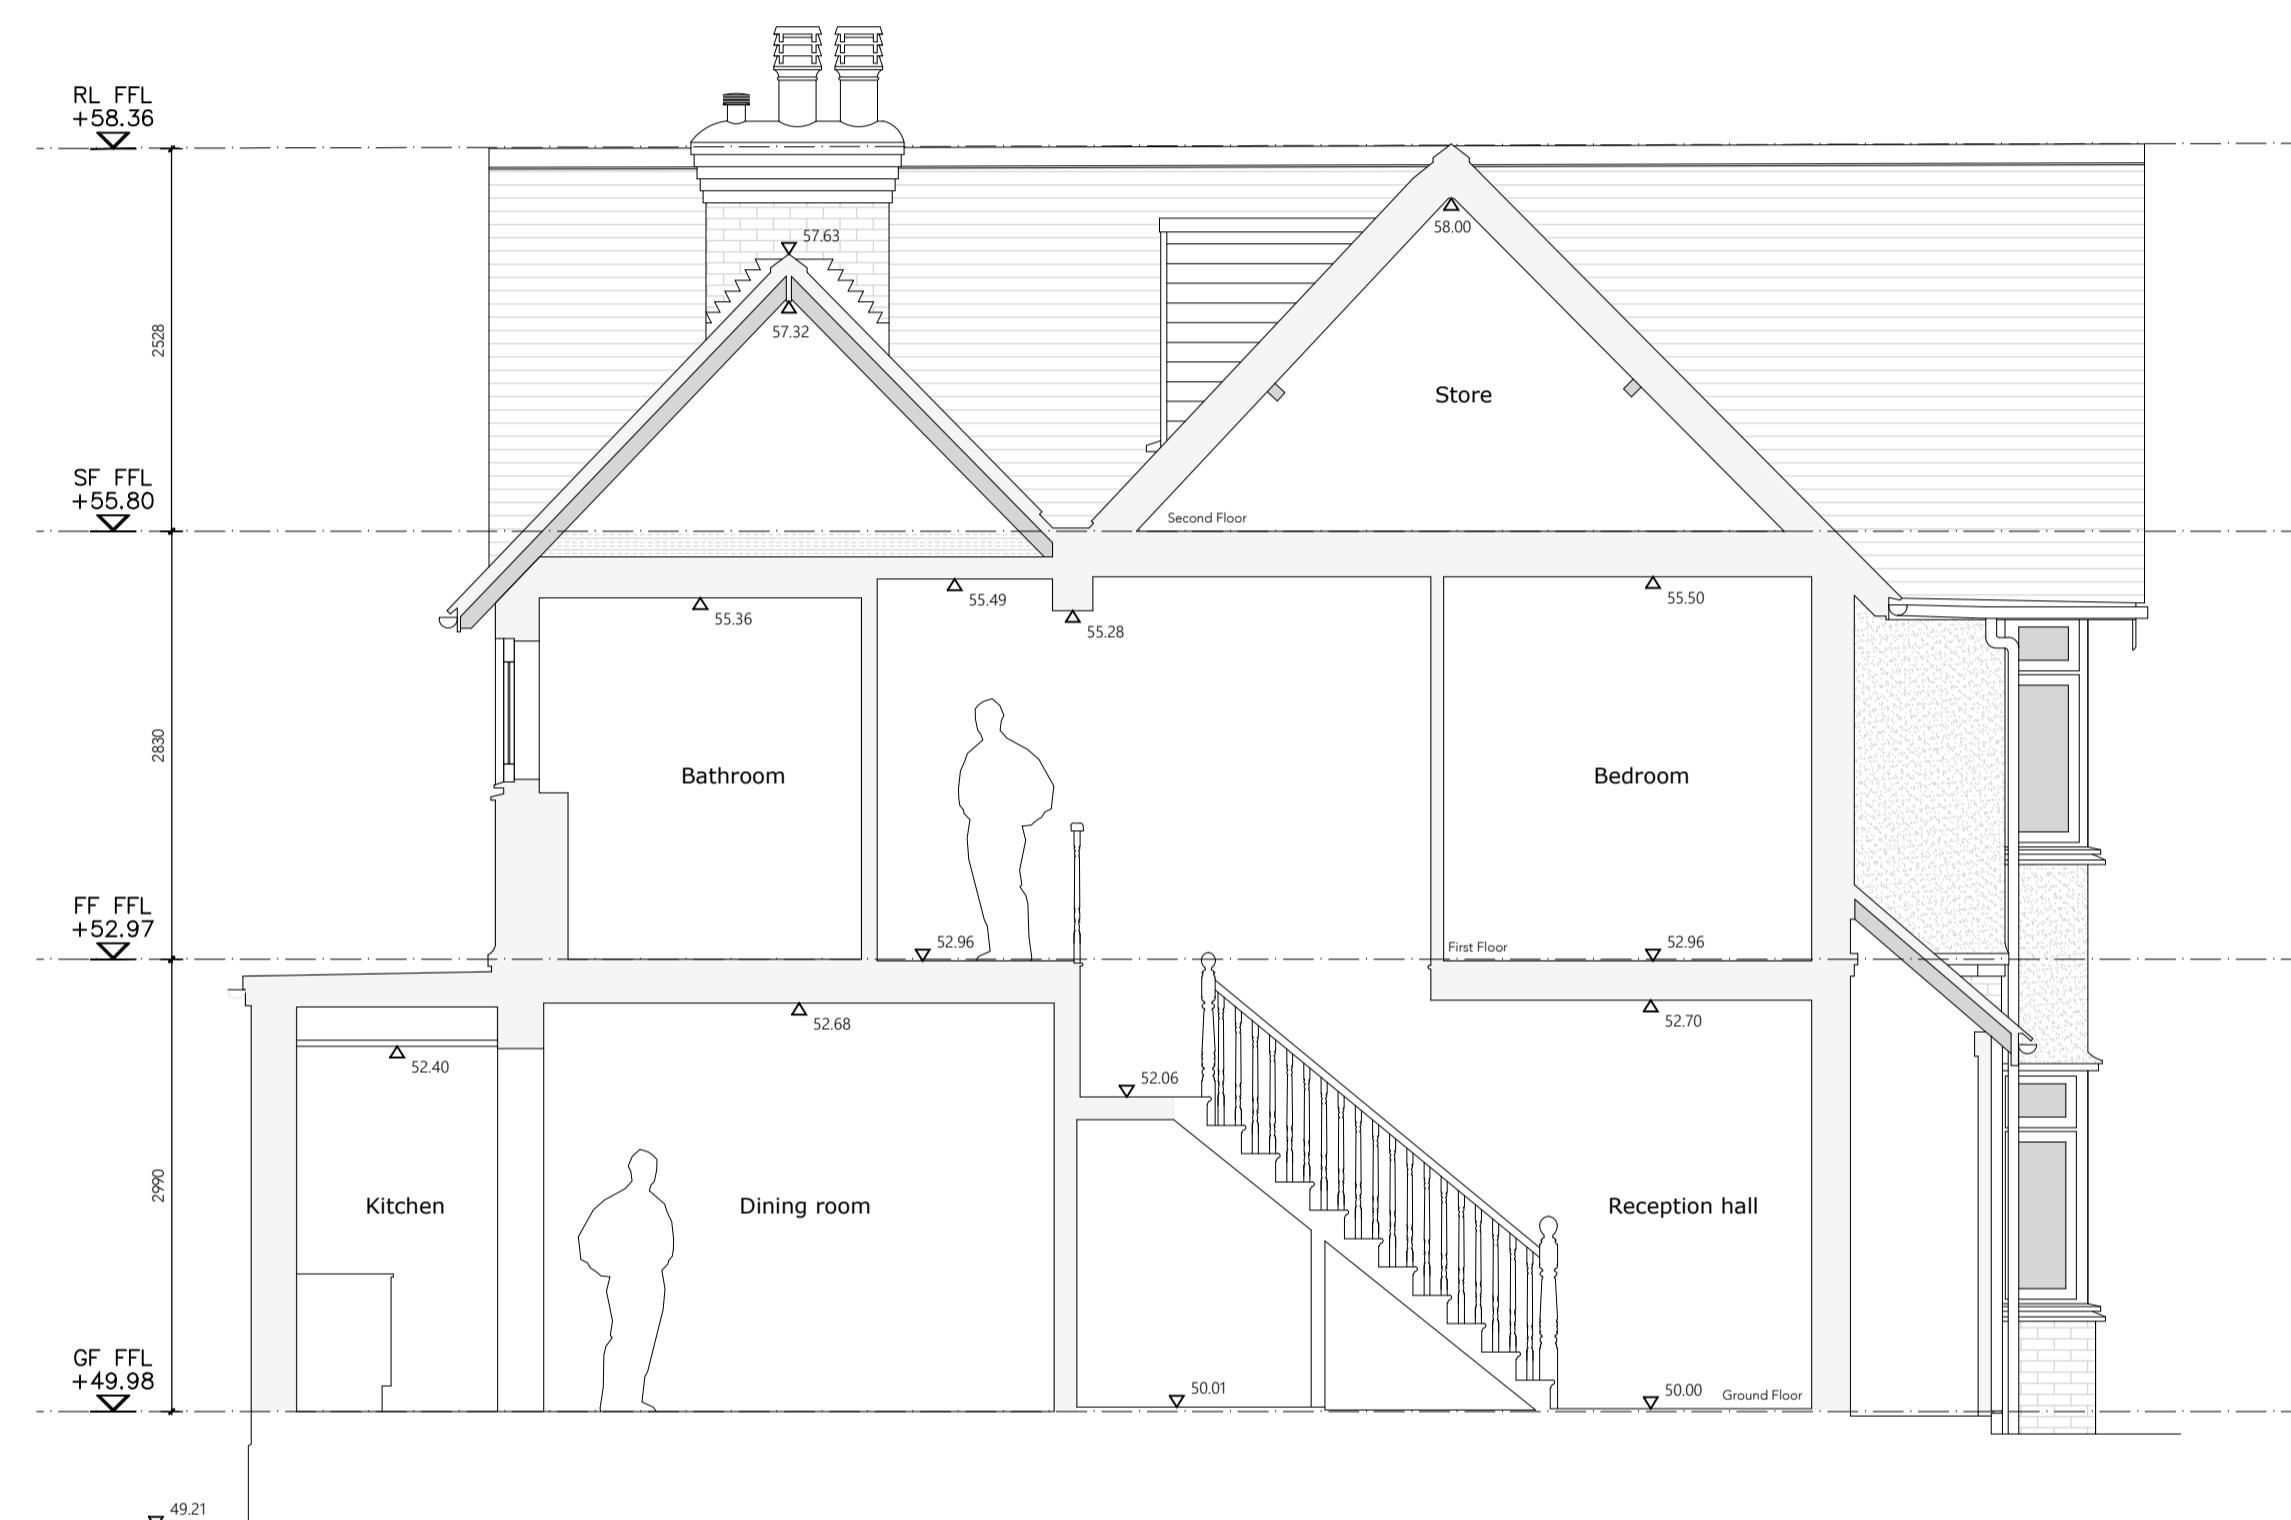 RL FFL
+58.36
57.63
58.00
57.32
2528
Store
SF FFL
+55.80
Second Floor
55.49
55.50
55.36
55.28
2830
Bathroom
Bedroom
FF FFL
+52.97
52.96
First Floor
52.96
52.68
52.70
52.40
52.06
2990
Kitchen
Dining room
Reception hall
GF FFL
+49.98
50.01
50.00
Ground Floor
49.21